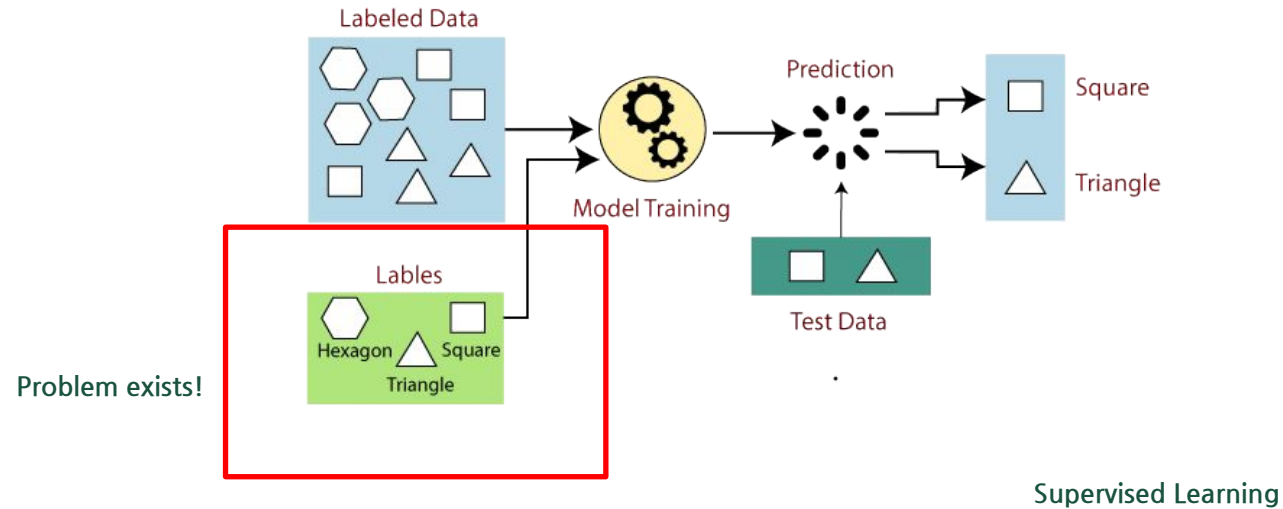 Labeled Data
Prediction
Square
Triangle
Model Training
Lables
Hexagon
Square
Triangle
Test Data
.
Problem exists!
Supervised Learning